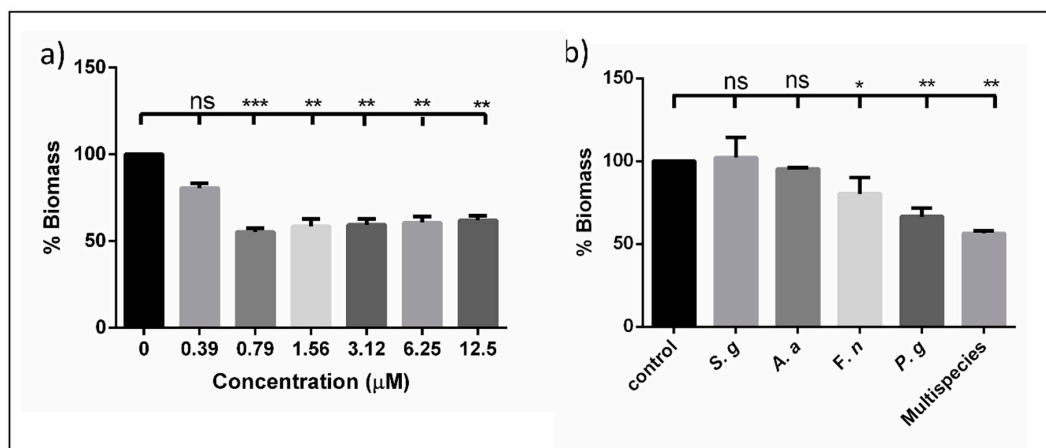 a)
150
100
50
0
% Biomass
ns *** ** ** ** **
0 0.39 0.79 1.56 3.12 6.25 12.5
Concentration (μM)
b)
150
100
50
0
% Biomass
ns ns * ** **
control S. g A. a F. n P. g Multispecies